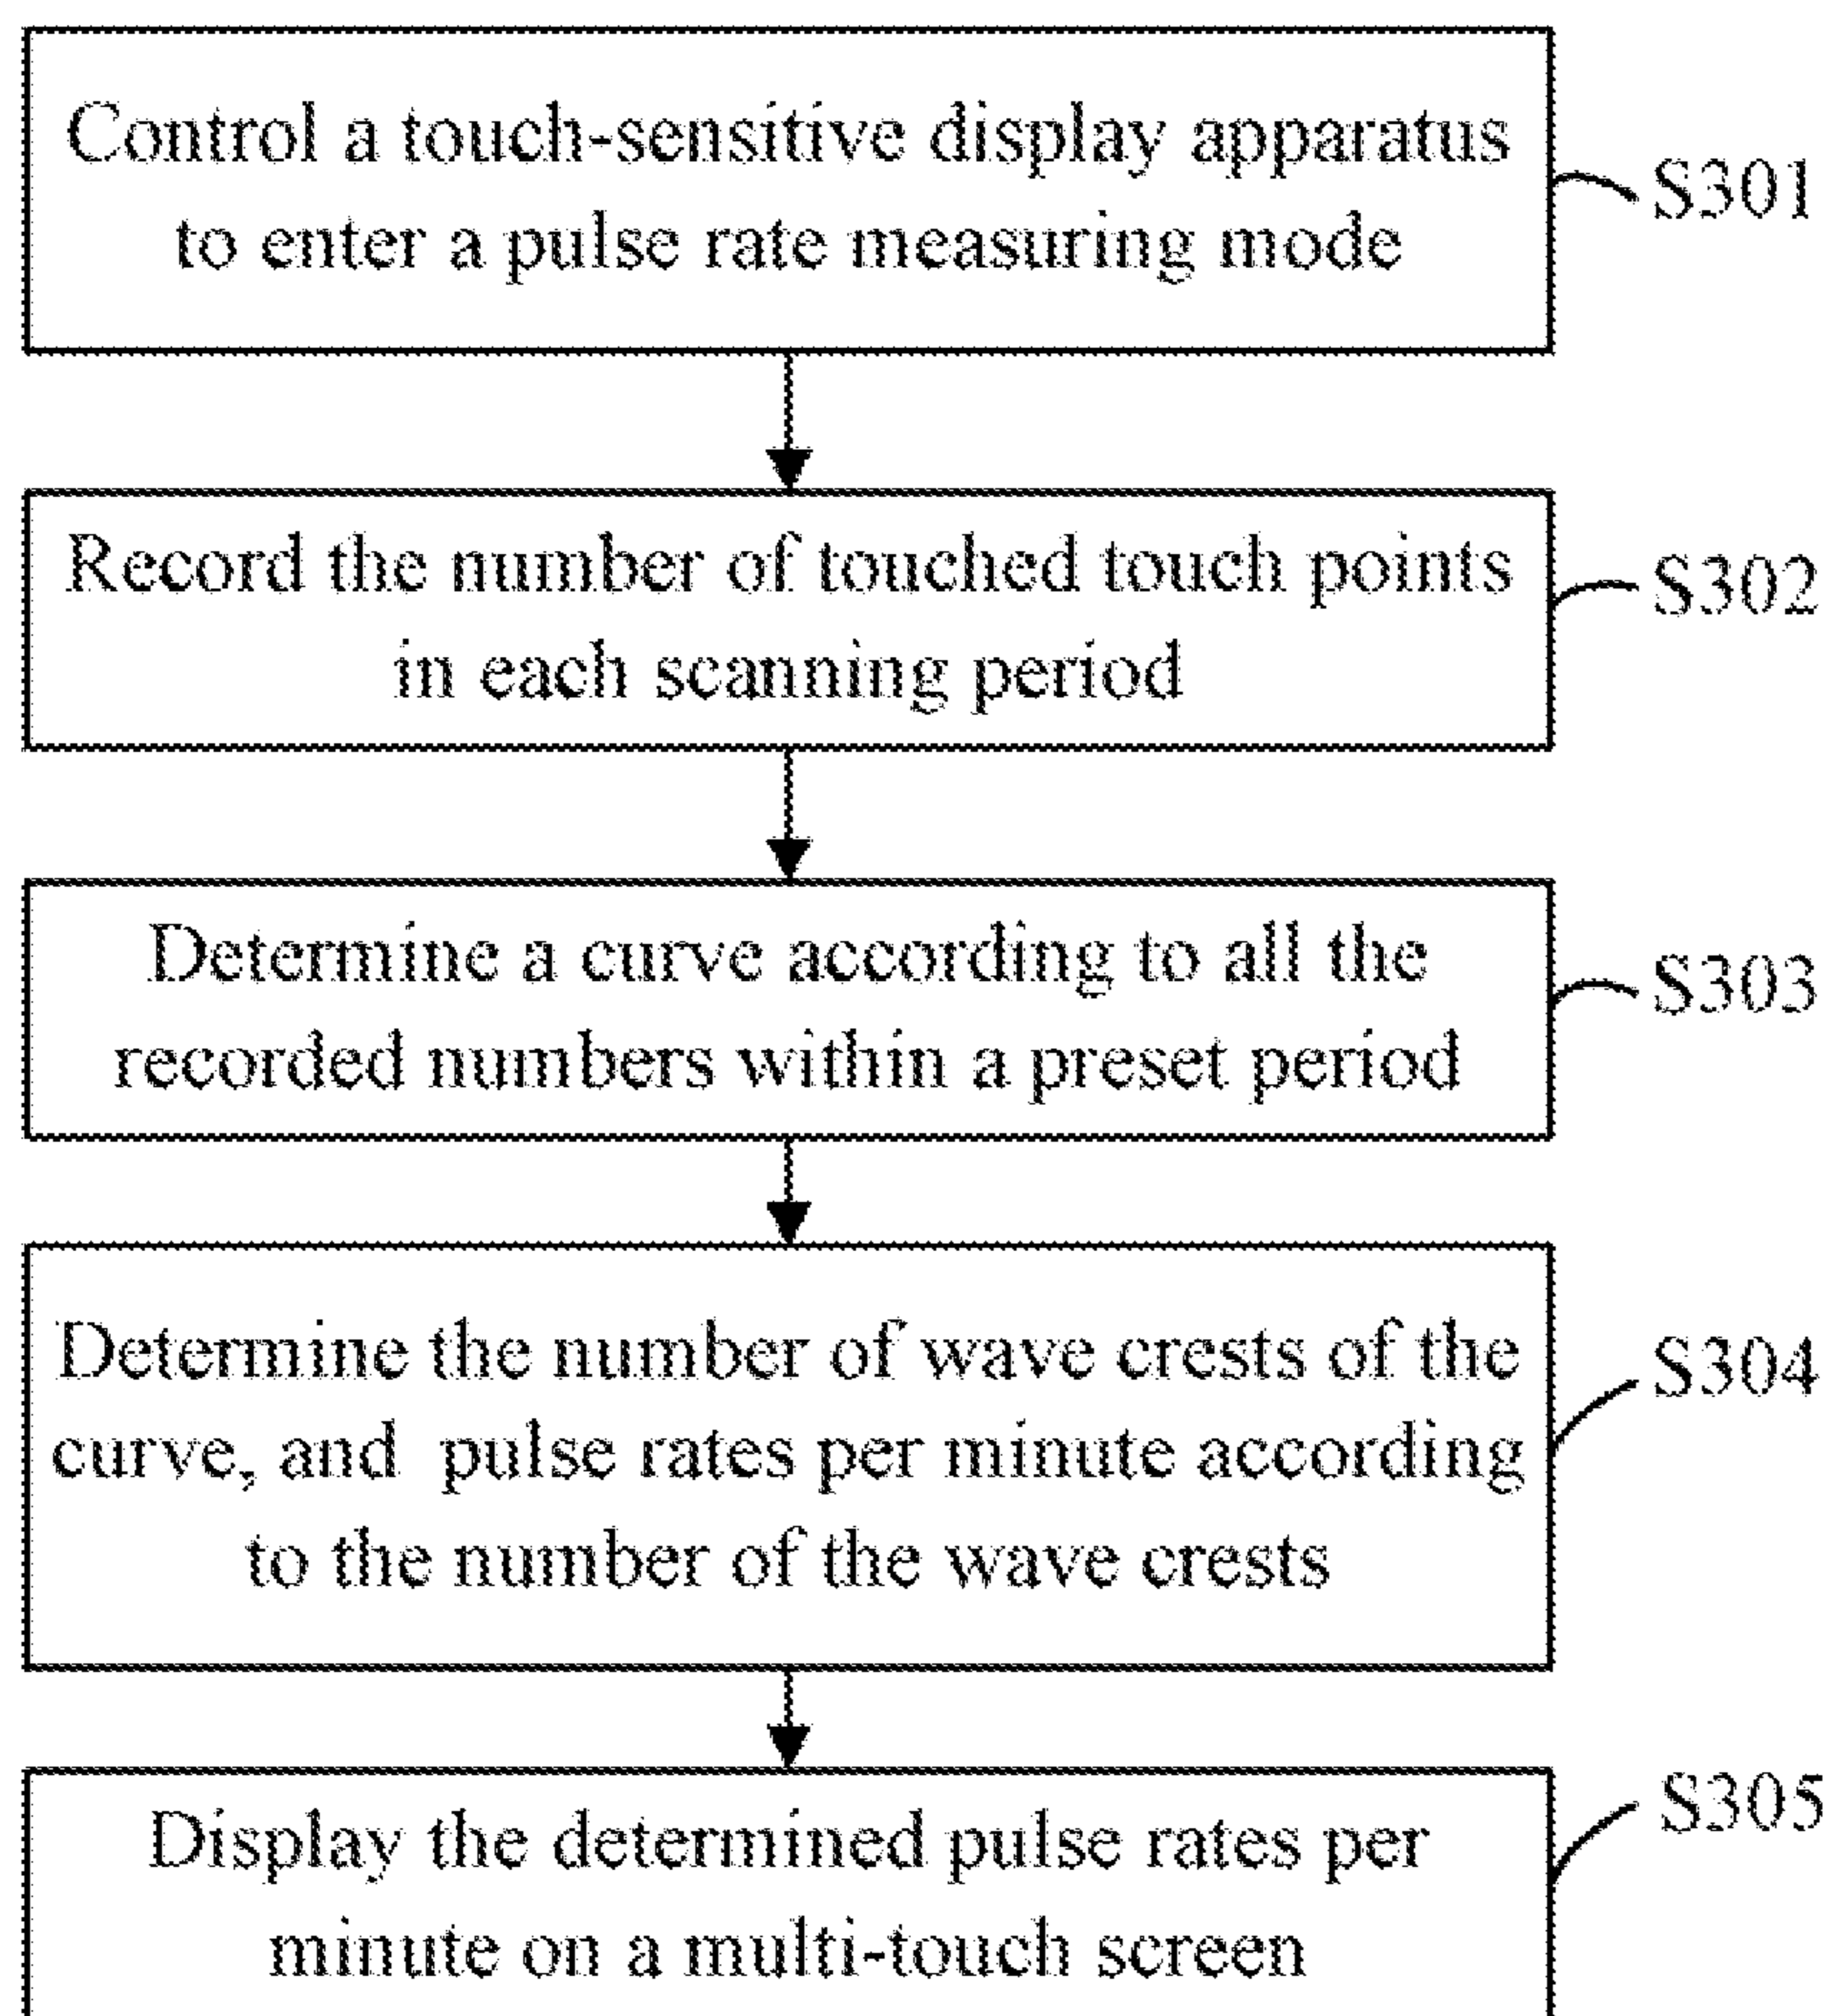 Control a touch-sensitive display apparatus
to enter a pulse rate measuring mode
S301
Record the number of touched touch points
in each scanning period
S302
Determine a curve according to all the
recorded numbers within a preset period
S303
Determine the number of wave crests of the
curve, and pulse rates per minute according
to the number of the wave crests
S304
Display the determined pulse rates per
minute on a multi-touch screen
S305